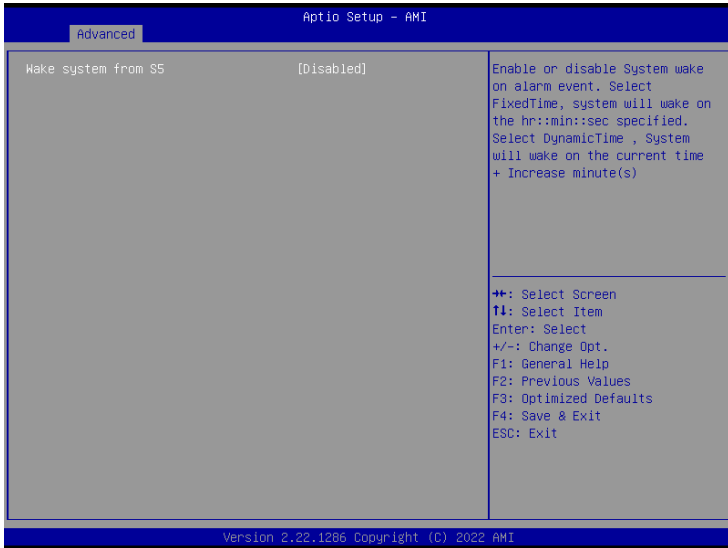 Aptio Setup – AMI
Advanced
Wake system from S5 [Disabled]
Enable or disable System wake
on alarm event. Select
FixedTime, system will wake on
the hr::min::sec specified.
Select DynamicTime , System
will wake on the current time
+ Increase minute(s)
→←: Select Screen
↑↓: Select Item
Enter: Select
+/-: Change Opt.
F1: General Help
F2: Previous Values
F3: Optimized Defaults
F4: Save & Exit
ESC: Exit
Version 2.22.1286 Copyright (C) 2022 AMI